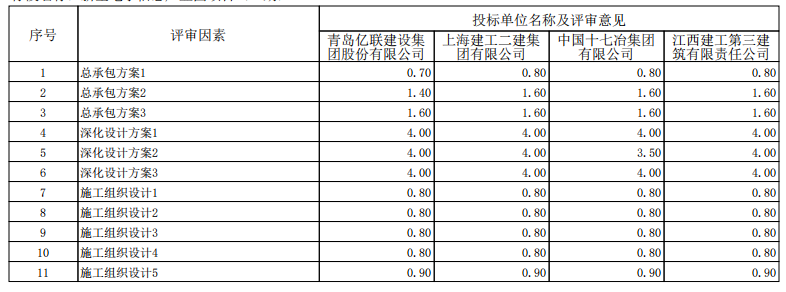 序号 评审因素 投标单位名称及评审意见
青岛亿联建设集团股份有限公司 上海建工二建集团有限公司 中国十七冶集团有限公司 江西建工第三建筑有限责任公司
1 总承包方案1 0.70 0.80 0.80 0.80
2 总承包方案2 1.40 1.60 1.60 1.60
3 总承包方案3 1.60 1.60 1.60 1.60
4 深化设计方案1 4.00 4.00 4.00 4.00
5 深化设计方案2 4.00 4.00 3.50 4.00
6 深化设计方案3 4.00 4.00 4.00 4.00
7 施工组织设计1 0.80 0.80 0.80 0.80
8 施工组织设计2 0.80 0.80 0.80 0.80
9 施工组织设计3 0.80 0.80 0.80 0.80
10 施工组织设计4 0.80 0.80 0.80 0.80
11 施工组织设计5 0.90 0.90 0.90 0.90